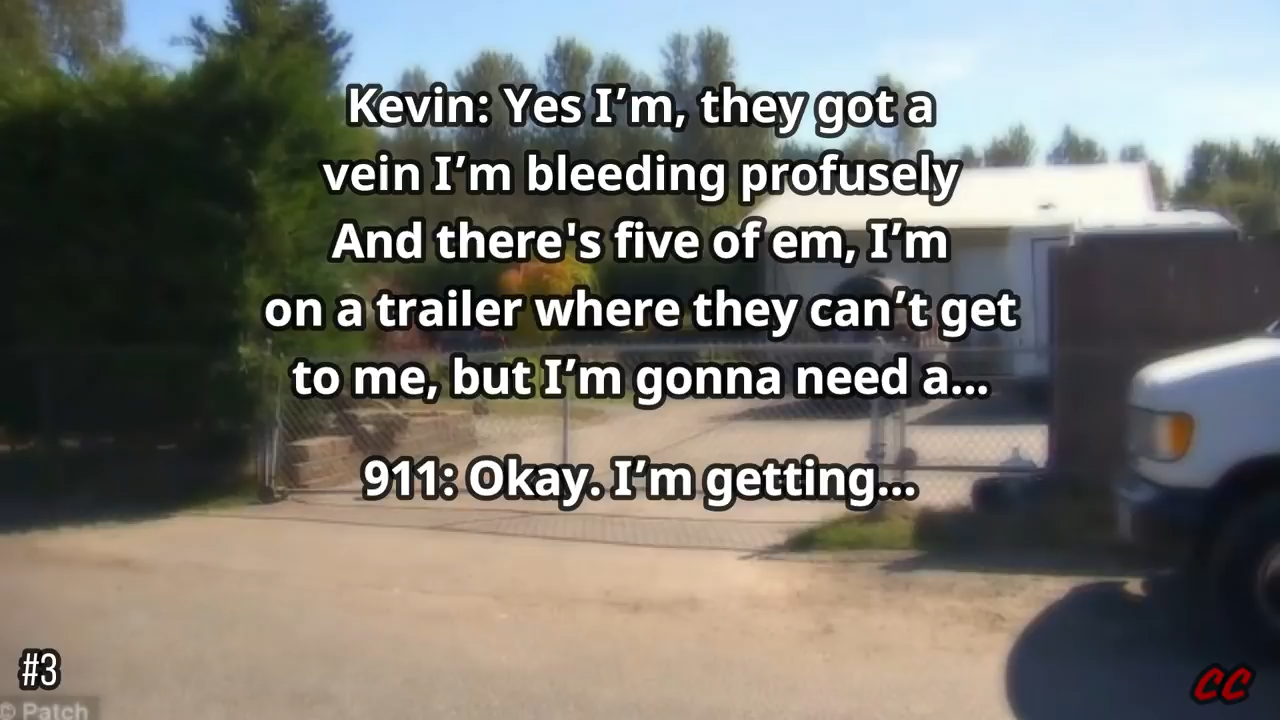 Kevin: Yes I’m, they got a
vein I’m bleeding profusely
And there's five of em, I’m
on a trailer where they can’t get
to me, but I’m gonna need a...
911: Okay. I’m getting...
#3
CC
© Patch